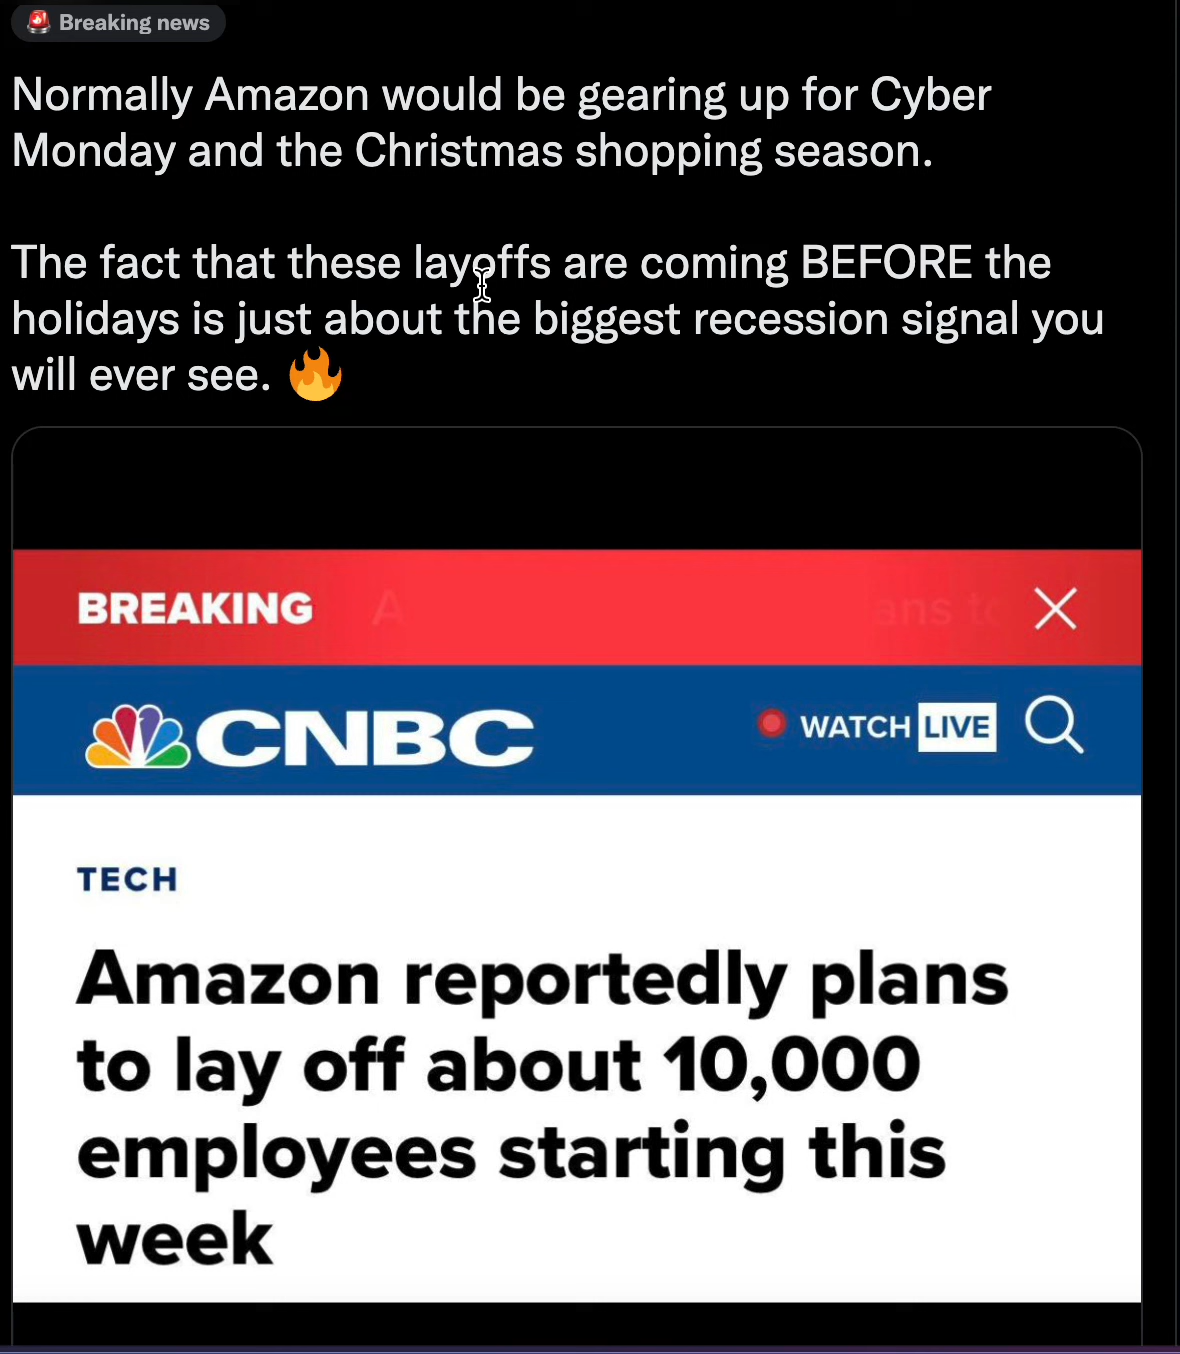 Breaking news
Normally Amazon would be gearing up for Cyber
Monday and the Christmas shopping season.
The fact that these layoffs are coming BEFORE the
holidays is just about the biggest recession signal you
will ever see. 🔥
BREAKING
CNBC
WATCH LIVE
TECH
Amazon reportedly plans
to lay off about 10,000
employees starting this
week